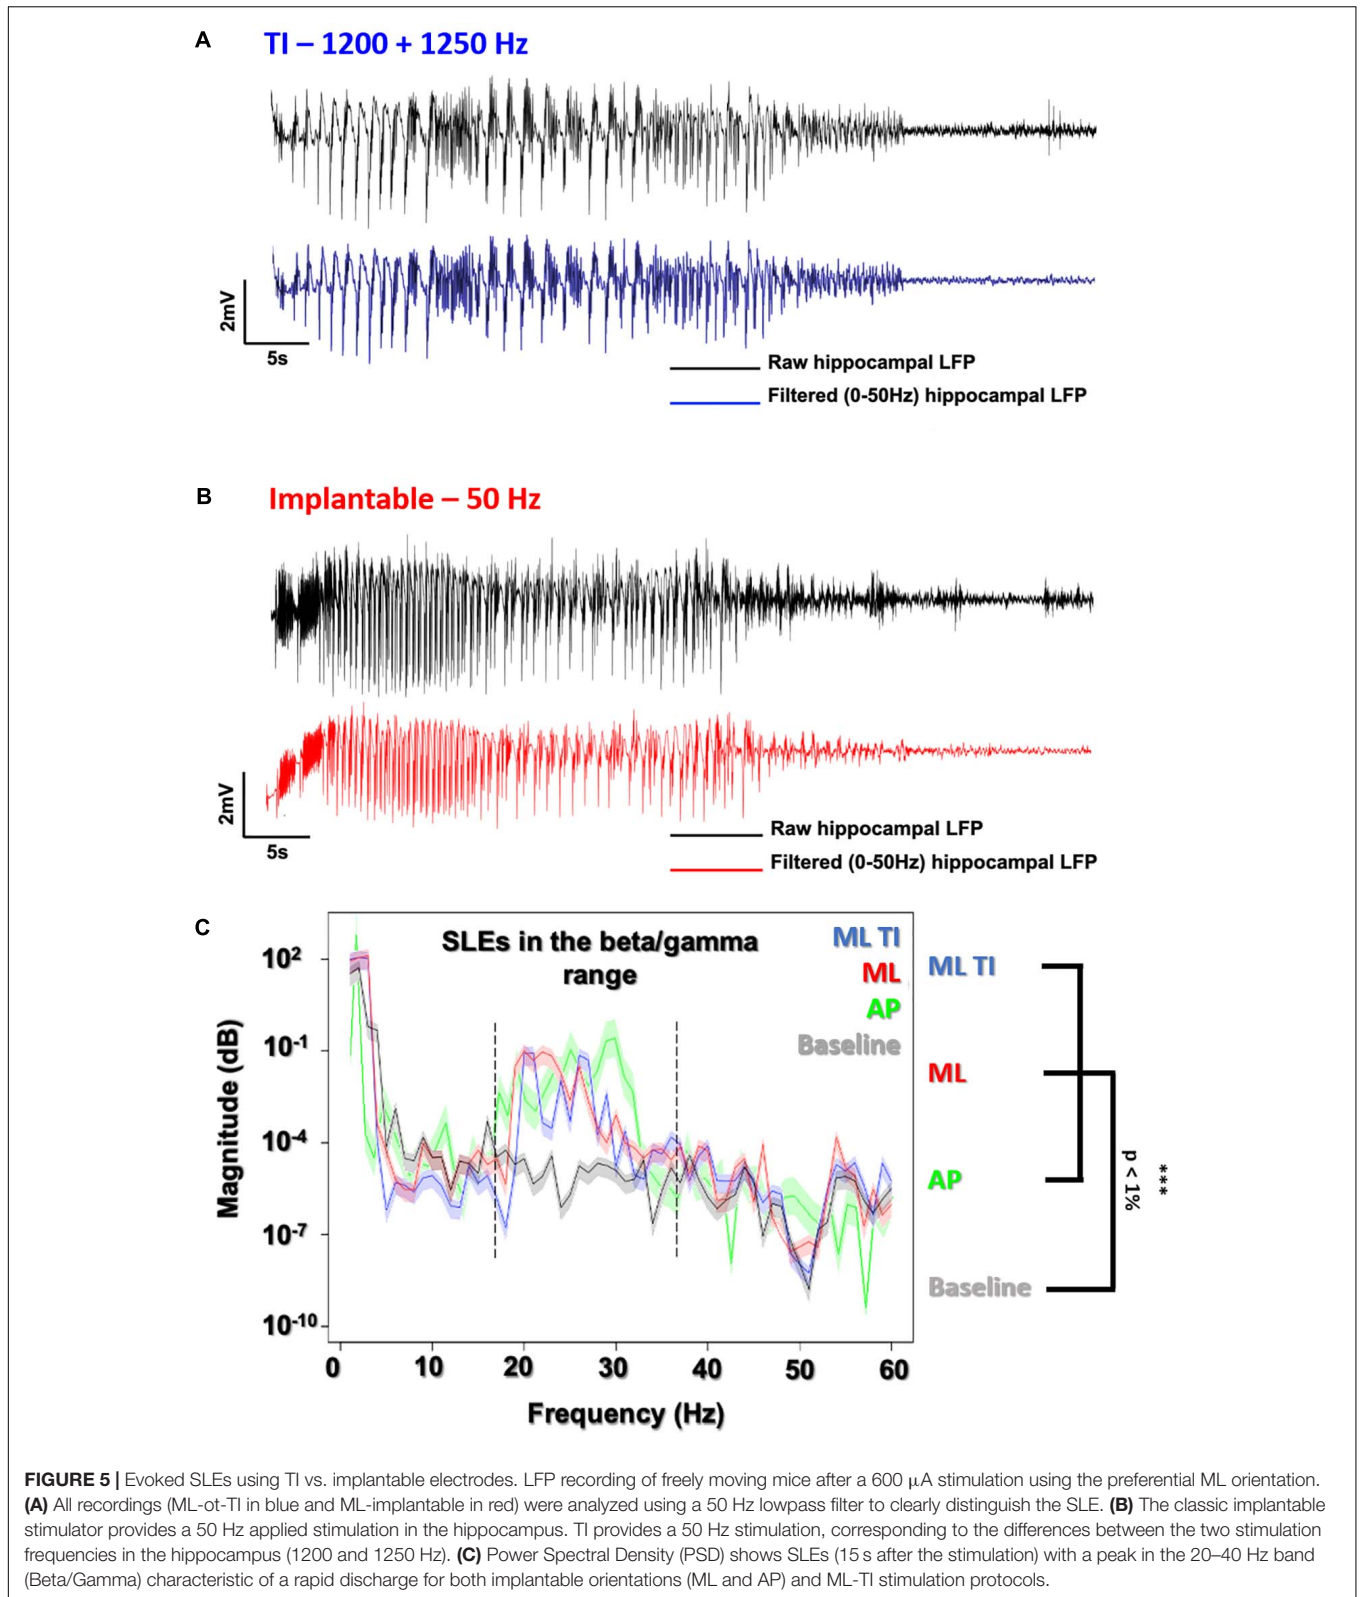 A
TI – 1200 + 1250 Hz
2mV
5s
Raw hippocampal LFP
Filtered (0-50Hz) hippocampal LFP
B
Implantable – 50 Hz
2mV
5s
Raw hippocampal LFP
Filtered (0-50Hz) hippocampal LFP
C
SLEs in the beta/gamma
range
ML TI
ML
AP
Baseline
10²
10⁻¹
10⁻⁴
10⁻⁷
10⁻¹⁰
Magnitude (dB)
0 10 20 30 40 50 60
Frequency (Hz)
ML TI
ML
AP
Baseline
***
p < 1%
FIGURE 5 | Evoked SLEs using TI vs. implantable electrodes. LFP recording of freely moving mice after a 600 μA stimulation using the preferential ML orientation.
(A) All recordings (ML-ot-TI in blue and ML-implantable in red) were analyzed using a 50 Hz lowpass filter to clearly distinguish the SLE. (B) The classic implantable
stimulator provides a 50 Hz applied stimulation in the hippocampus. TI provides a 50 Hz stimulation, corresponding to the differences between the two stimulation
frequencies in the hippocampus (1200 and 1250 Hz). (C) Power Spectral Density (PSD) shows SLEs (15 s after the stimulation) with a peak in the 20–40 Hz band
(Beta/Gamma) characteristic of a rapid discharge for both implantable orientations (ML and AP) and ML-TI stimulation protocols.